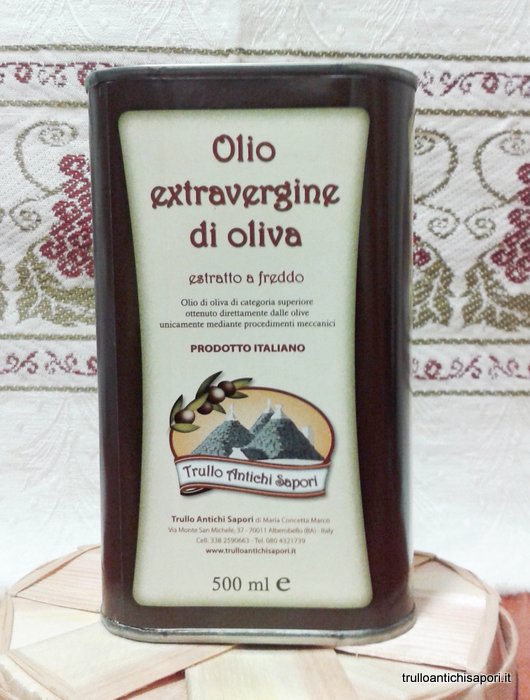 Olio
extravergine
di oliva
estratto a freddo
Olio di oliva di categoria superiore
ottenuto direttamente dalle olive
unicamente mediante procedimenti meccanici
PRODOTTO ITALIANO
Trullo Antichi Sapori
Trullo Antichi Sapori di Maria Concetta Marco
Via Monte San Michele, 37 - 70011 Alberobello (BA) - Italy
Cell. 338 2590663 - Tel. 080 4321739
www.trulloantichisapori.it
500 ml e
trulloantichisapori.it